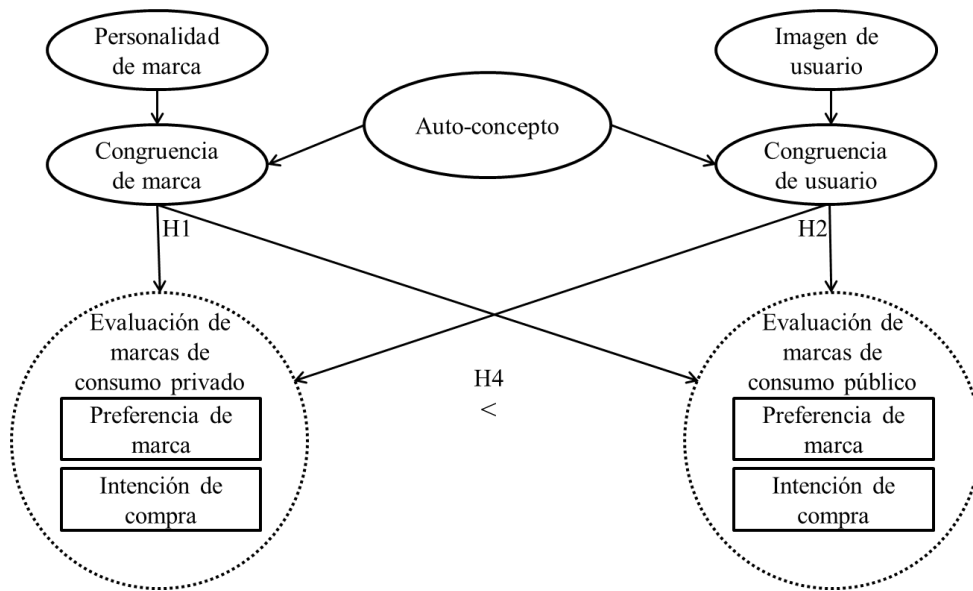 Personalidad
de marca
Imagen de
usuario
Auto-concepto
Congruencia
de marca
Congruencia
de usuario
H1
H2
Evaluación de
marcas de
consumo privado
Preferencia de
marca
Intención de
compra
H4
<
Evaluación de
marcas de
consumo público
Preferencia de
marca
Intención de
compra